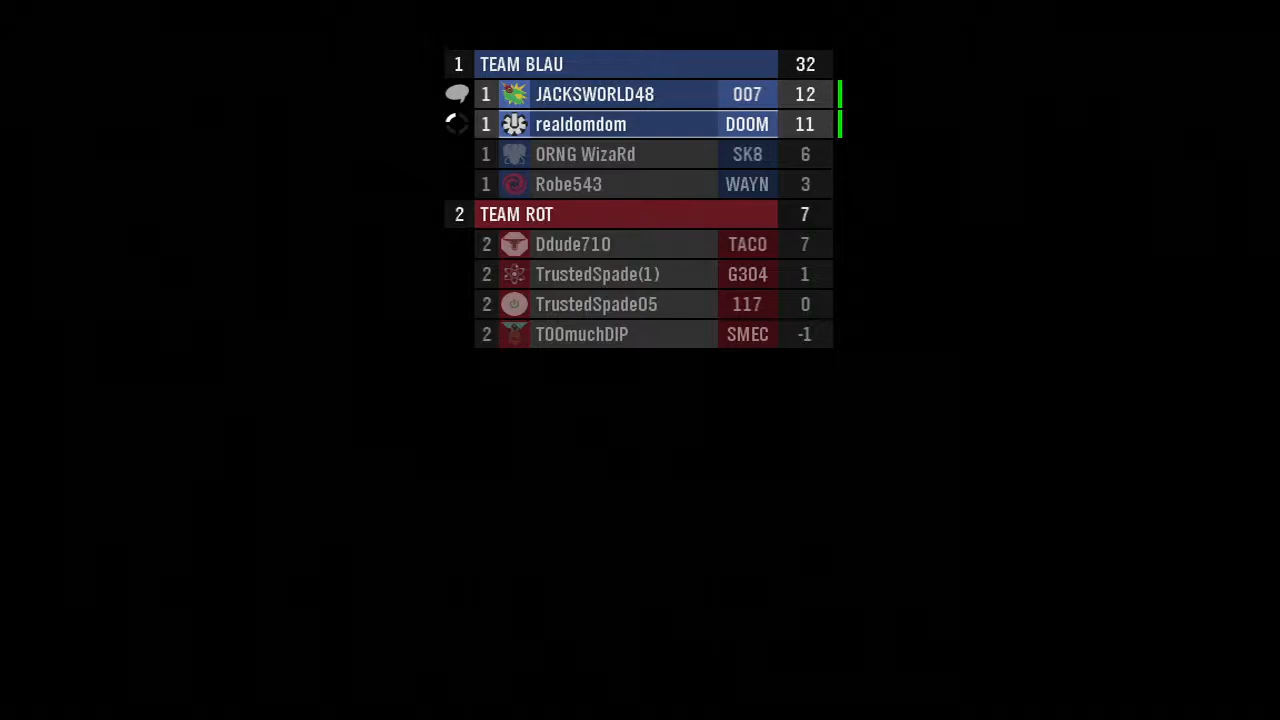 1 TEAM BLAU 32
1 JACKSWORLD48 007 12
1 realdomdom DOOM 11
1 ORNG WizaRd SK8 6
1 Robe543 WAYN 3
2 TEAM ROT 7
2 Ddude710 TACO 7
2 TrustedSpade(1) G304 1
2 TrustedSpade05 117 0
2 TOOmuchDIP SMEC -1